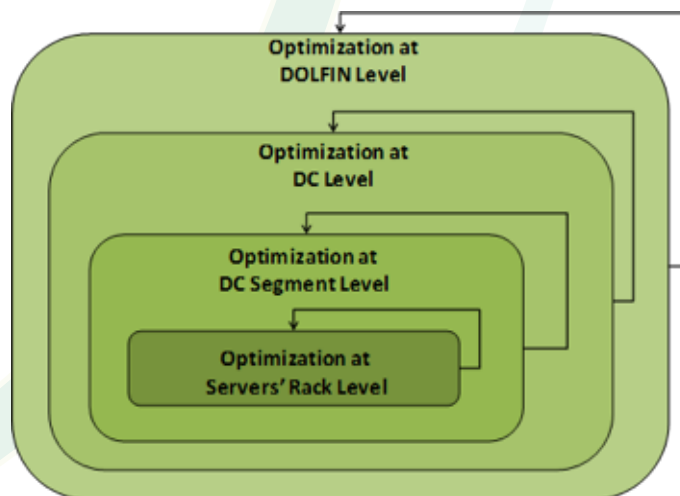 Optimization at
DOLFIN Level
Optimization at
DC Level
Optimization at
DC Segment Level
Optimization at
Servers’ Rack Level